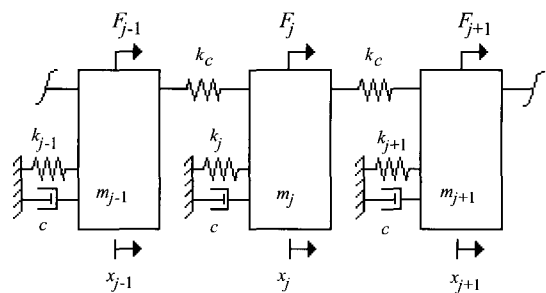 F_{j-1} k_c F_j k_c F_{j+1}
k_{j-1} k_j k_{j+1}
m_{j-1} m_j m_{j+1}
c c c
x_{j-1} x_j x_{j+1}